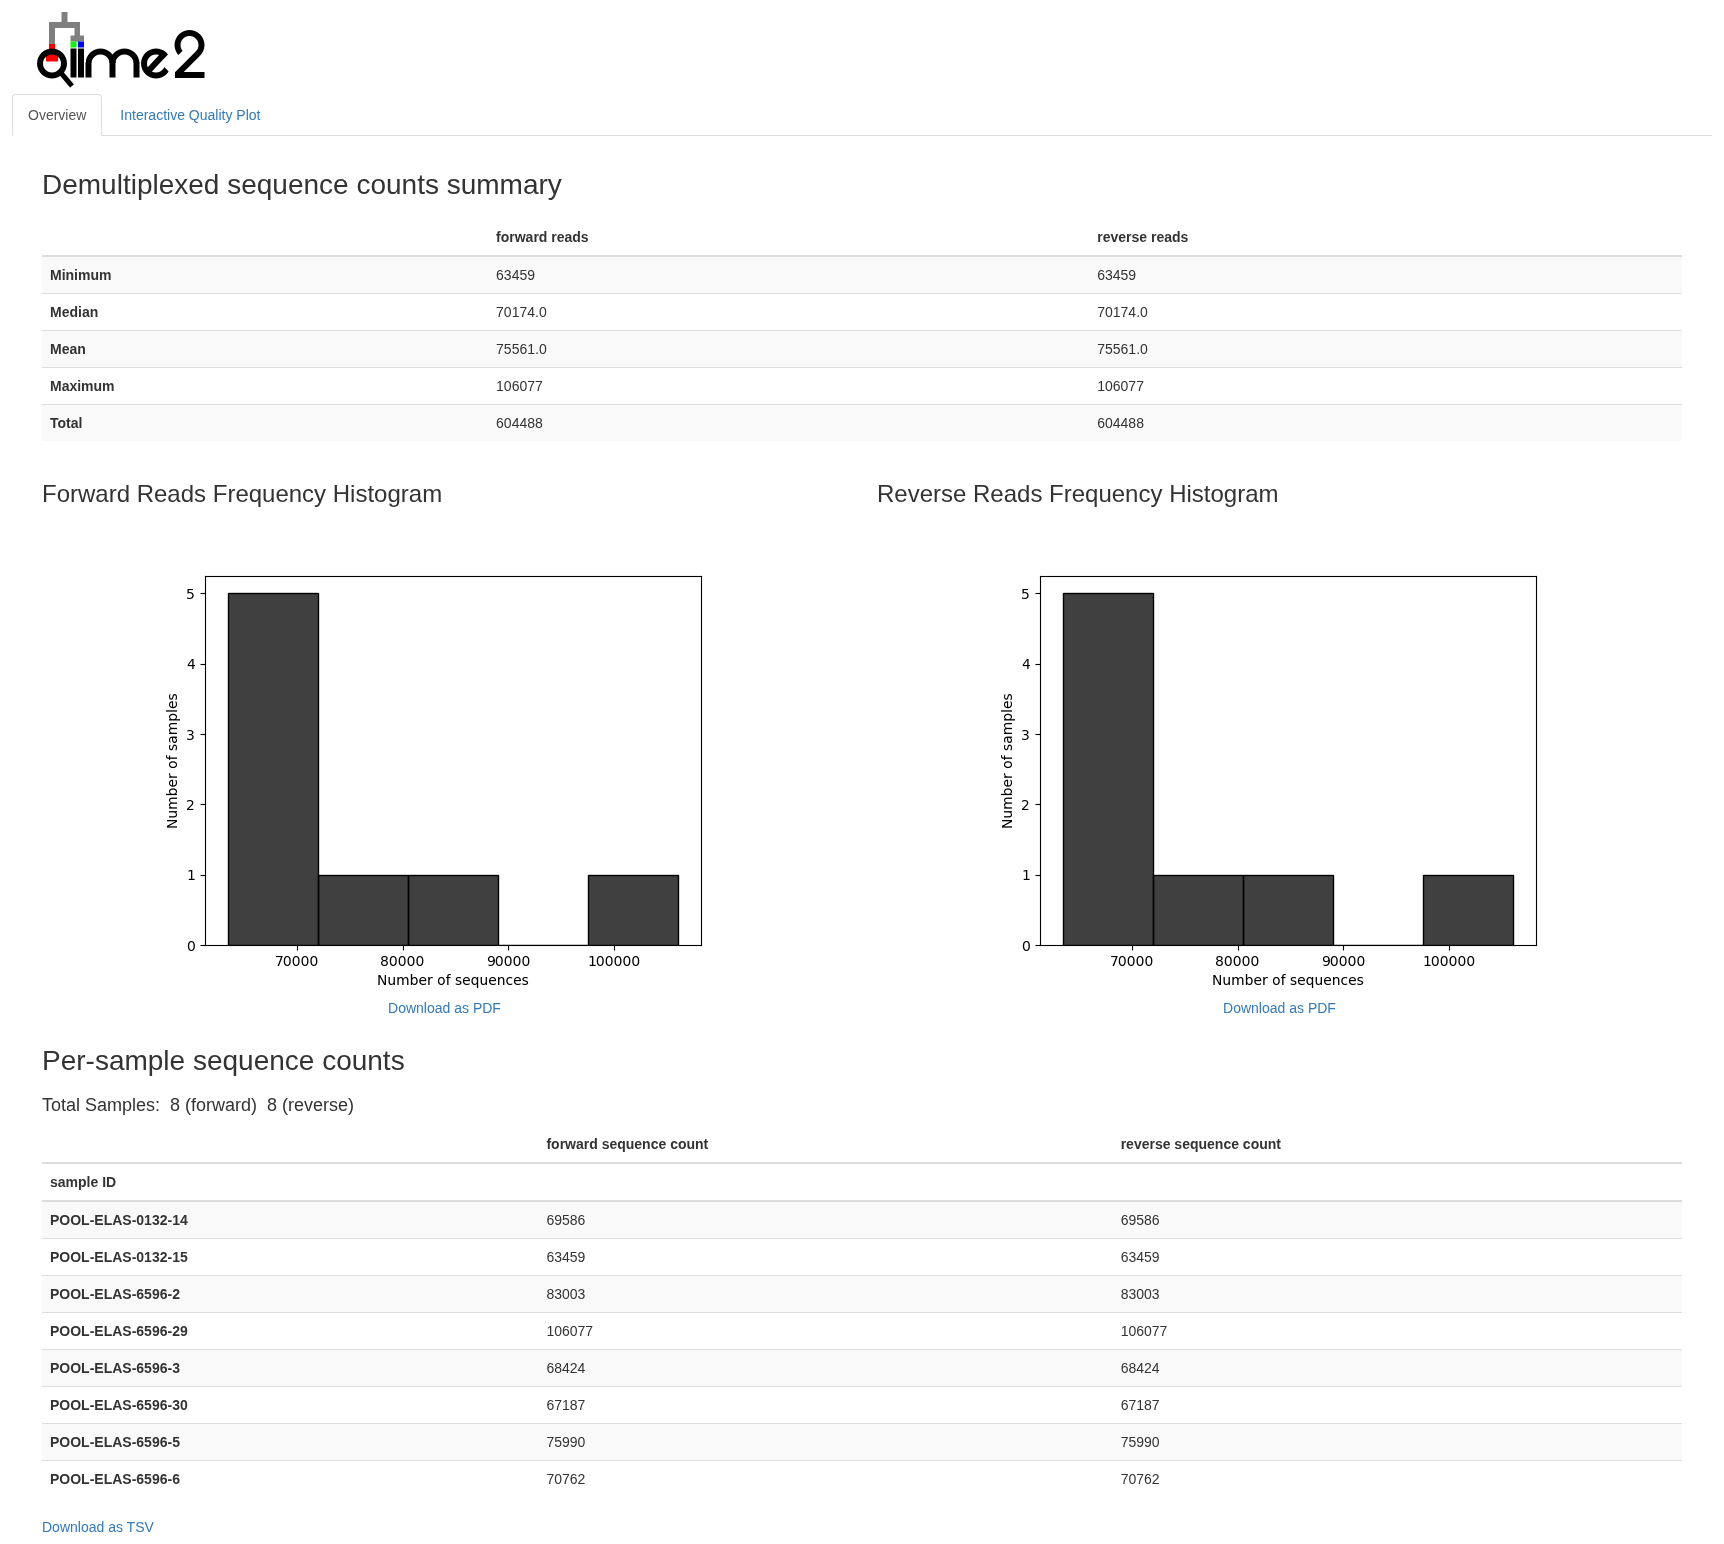 qiime2
Overview Interactive Quality Plot
Demultiplexed sequence counts summary
forward reads reverse reads
Minimum 63459 63459
Median 70174.0 70174.0
Mean 75561.0 75561.0
Maximum 106077 106077
Total 604488 604488
Forward Reads Frequency Histogram
5
4
3
2
1
0
Number of samples
70000 80000 90000 100000
Number of sequences
Download as PDF
Reverse Reads Frequency Histogram
5
4
3
2
1
0
Number of samples
70000 80000 90000 100000
Number of sequences
Download as PDF
Per-sample sequence counts
Total Samples: 8 (forward) 8 (reverse)
forward sequence count reverse sequence count
sample ID
POOL-ELAS-0132-14 69586 69586
POOL-ELAS-0132-15 63459 63459
POOL-ELAS-6596-2 83003 83003
POOL-ELAS-6596-29 106077 106077
POOL-ELAS-6596-3 68424 68424
POOL-ELAS-6596-30 67187 67187
POOL-ELAS-6596-5 75990 75990
POOL-ELAS-6596-6 70762 70762
Download as TSV